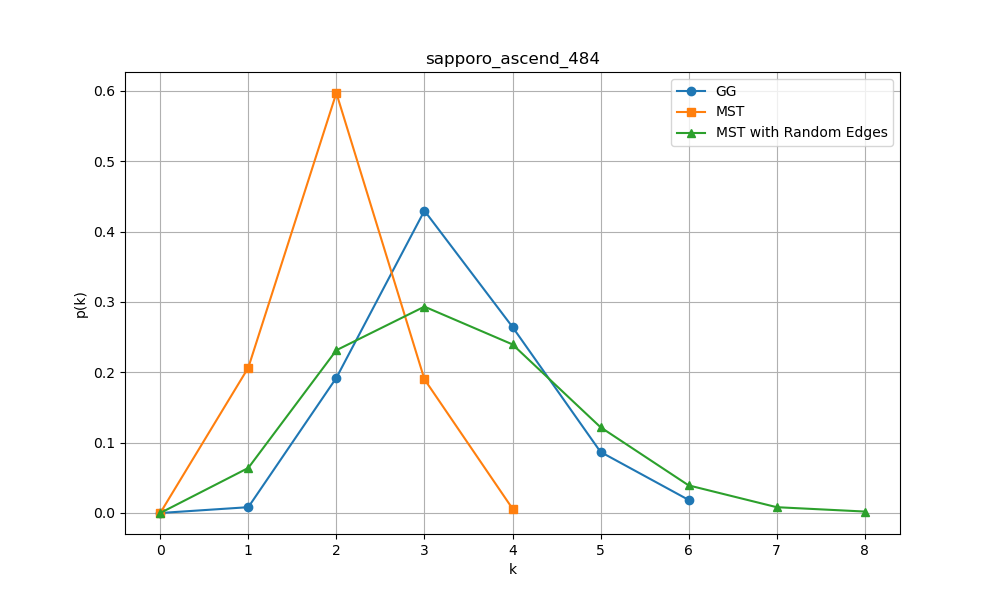 sapporo_ascend_484
GG
MST
MST with Random Edges
0.6
0.5
0.4
0.3
0.2
0.1
0.0
p(k)
0 1 2 3 4 5 6 7 8
k